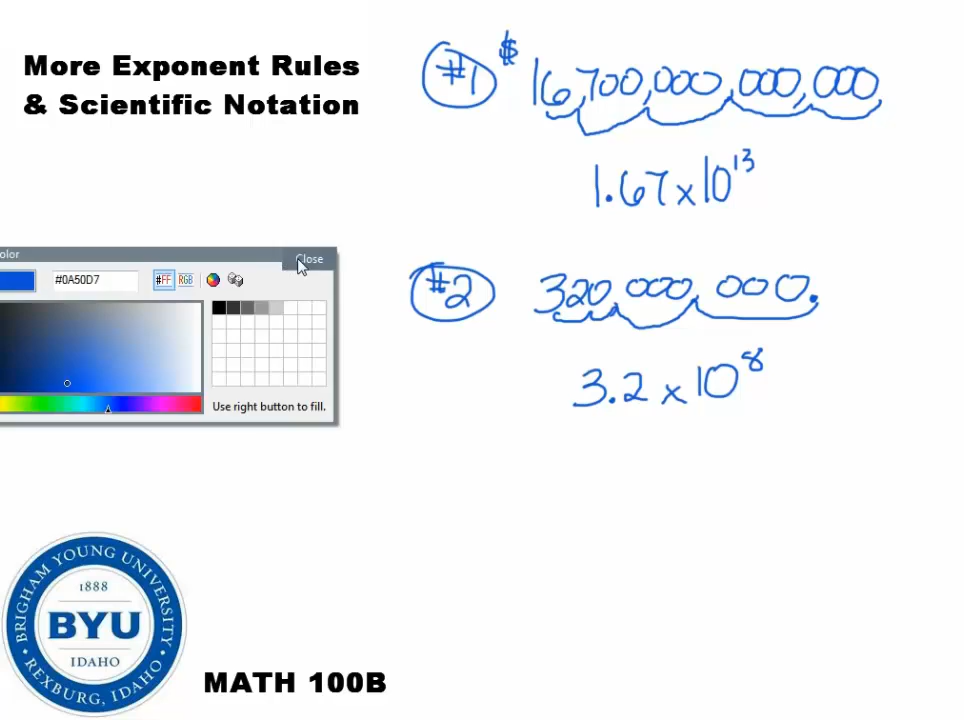 More Exponent Rules
& Scientific Notation
#1 $ 16,700,000,000,000
1.67 x 10^13
olor
Close
#0A50D7
#FF
RGB
Use right button to fill.
#2 320,000,000.
3.2 x 10^8
BRIGHAM YOUNG UNIVERSITY
1888
BYU
IDAHO
REXBURG, IDAHO
MATH 100B